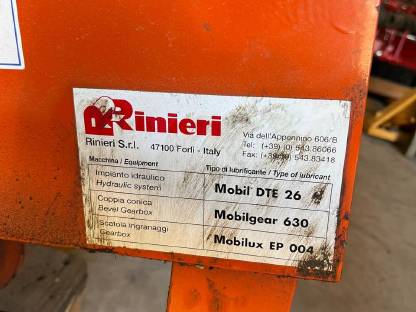 Rinieri
Rinieri S.r.l. 47100 Forlì - Italy
Via dell'Appennino 606/B
Tel: (+39) (0) 543.86066
Fax: (+39)(0) 543.83418
Macchina / Equipment Tipo di lubrificante / Type of lubricant
Impianto idraulico
Hydraulic system
Mobil DTE 26
Coppia conica
Bevel Gearbox
Mobilgear 630
Scatola ingranaggi
Gearbox
Mobilux EP 004